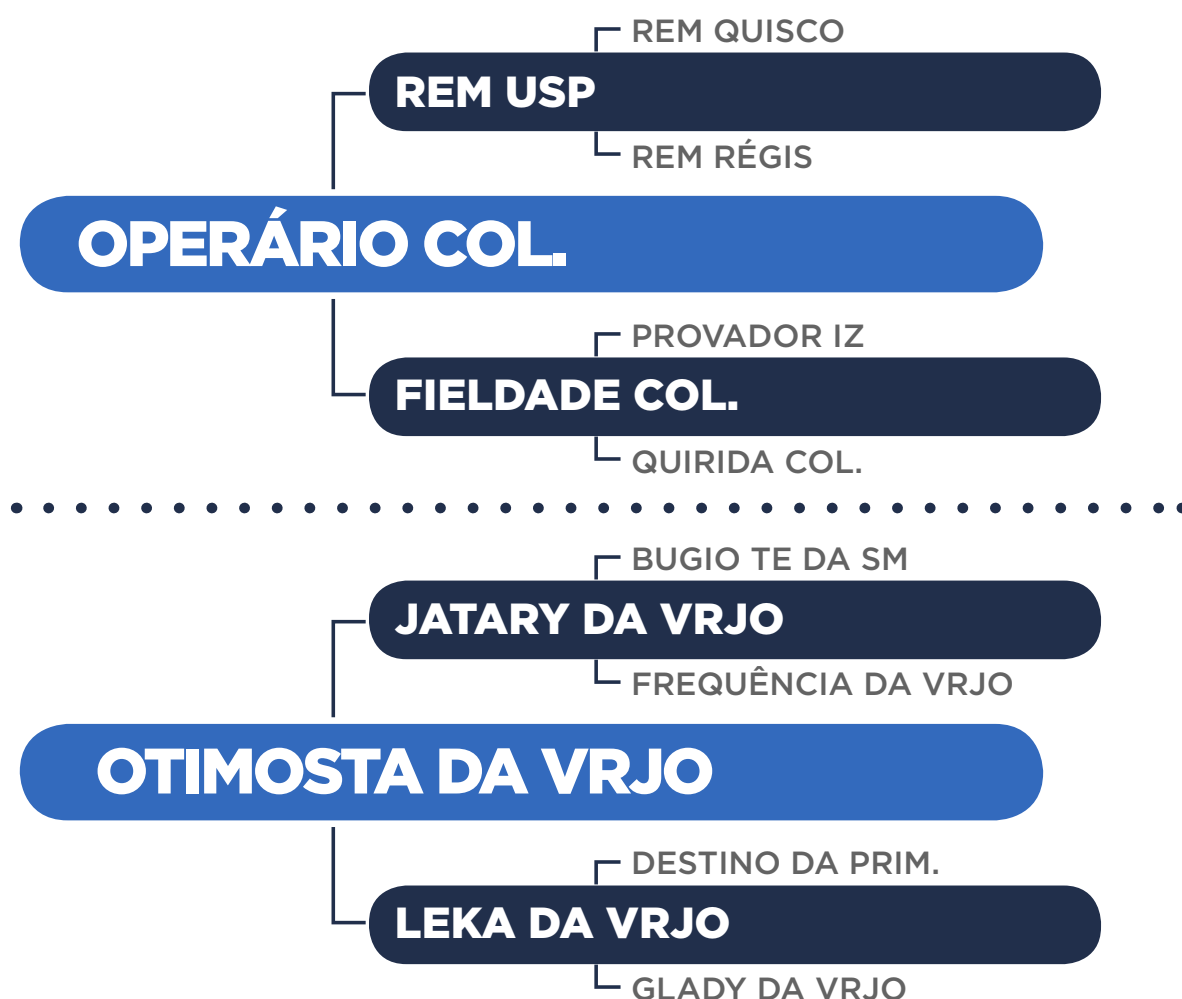 REM QUISCO
REM USP
REM RÉGIS
OPERÁRIO COL.
PROVADOR IZ
FIELDADE COL.
QUIRIDA COL.
BUGIO TE DA SM
JATARY DA VRJO
FREQUÊNCIA DA VRJO
OTIMOSTA DA VRJO
DESTINO DA PRIM.
LEKA DA VRJO
GLADY DA VRJO